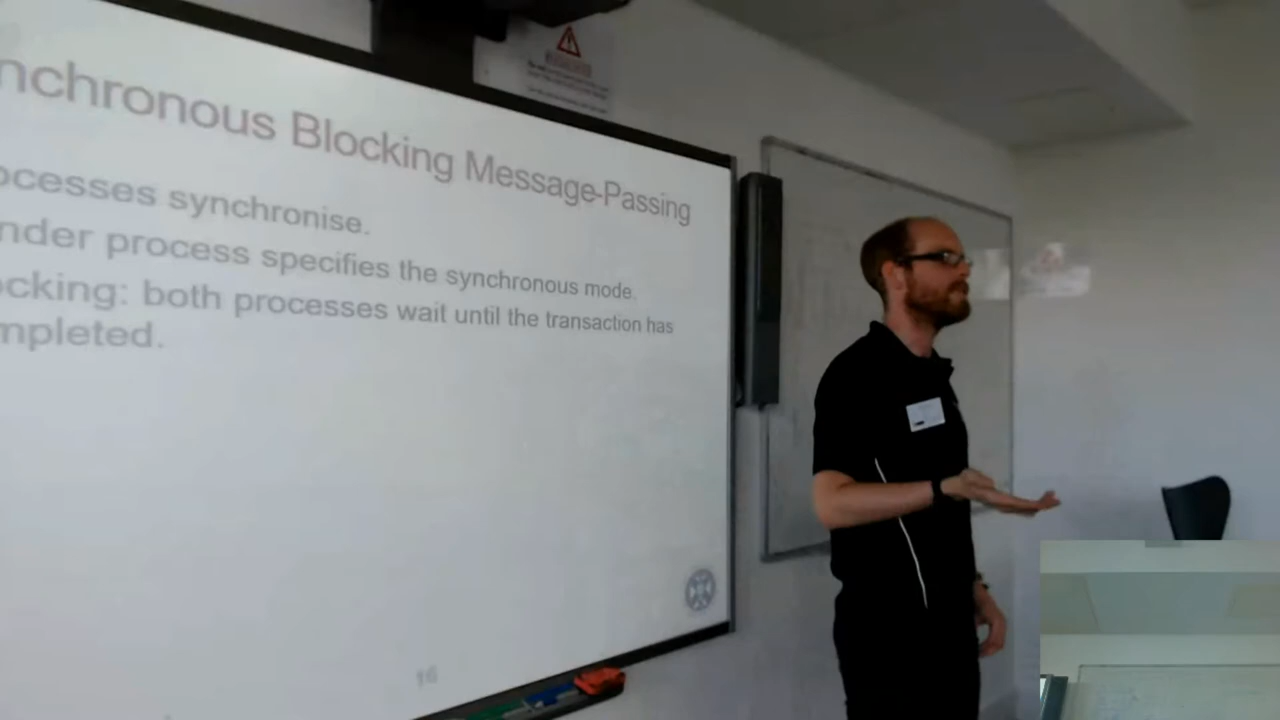 nchronous Blocking Message-Passing
ocesses synchronise.
nder process specifies the synchronous mode.
ocking: both processes wait until the transaction has
mpleted.
16